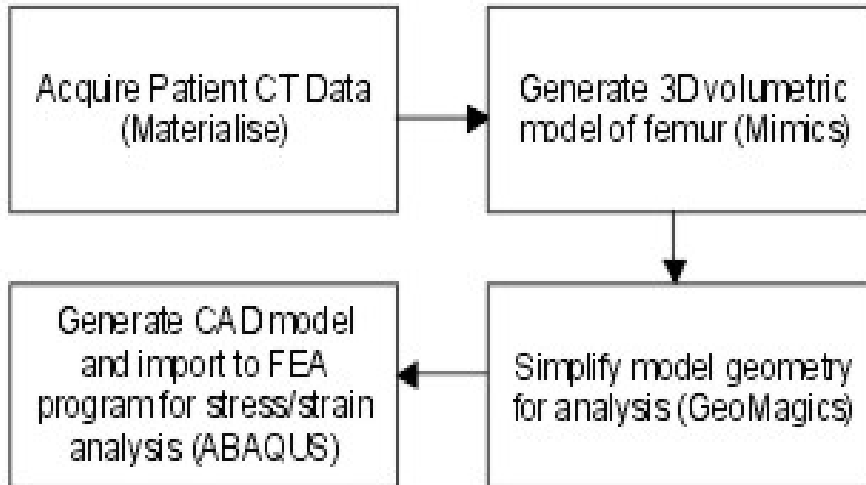 Acquire Patient CT Data
(Materialise)
Generate 3D volumetric
model of femur (Mimics)
Simplify model geometry
for analysis (GeoMagics)
Generate CAD model
and import to FEA
program for stress/strain
analysis (ABAQUS)